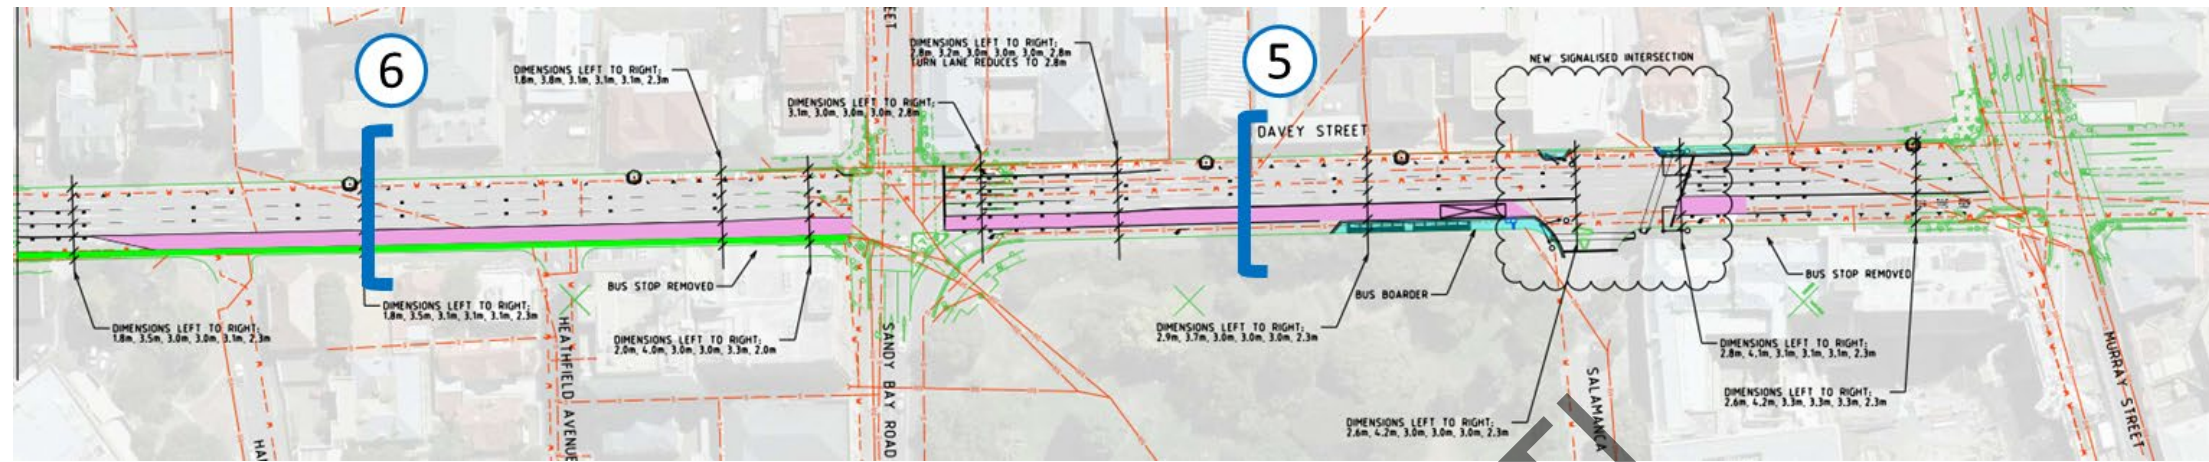 6
5
DIMENSIONS LEFT TO RIGHT:
1.8m, 3.8m, 3.1m, 3.1m, 3.1m, 2.3m
DIMENSIONS LEFT TO RIGHT:
2.8m, 3.2m, 3.0m, 3.0m, 3.0m, 2.8m
TURN LANE REDUCES TO 2.8m
DIMENSIONS LEFT TO RIGHT:
3.1m, 3.0m, 3.0m, 3.0m, 2.8m
NEW SIGNALISED INTERSECTION
DAVEY STREET
BUS STOP REMOVED
BUS BOARDER
BUS STOP REMOVED
DIMENSIONS LEFT TO RIGHT:
1.8m, 3.5m, 3.0m, 3.0m, 3.1m, 2.3m
DIMENSIONS LEFT TO RIGHT:
1.8m, 3.5m, 3.1m, 3.1m, 3.1m, 2.3m
HEATHFIELD AVENUE
DIMENSIONS LEFT TO RIGHT:
2.0m, 4.0m, 3.0m, 3.0m, 3.3m, 2.0m
SANDY BAY ROAD
DIMENSIONS LEFT TO RIGHT:
2.9m, 3.7m, 3.0m, 3.0m, 3.0m, 2.3m
DIMENSIONS LEFT TO RIGHT:
2.6m, 4.2m, 3.0m, 3.0m, 3.0m, 2.3m
SALAMANCA
DIMENSIONS LEFT TO RIGHT:
2.8m, 4.1m, 3.1m, 3.1m, 3.1m, 2.3m
DIMENSIONS LEFT TO RIGHT:
2.6m, 4.2m, 3.3m, 3.3m, 3.3m, 2.3m
MURRAY STREET